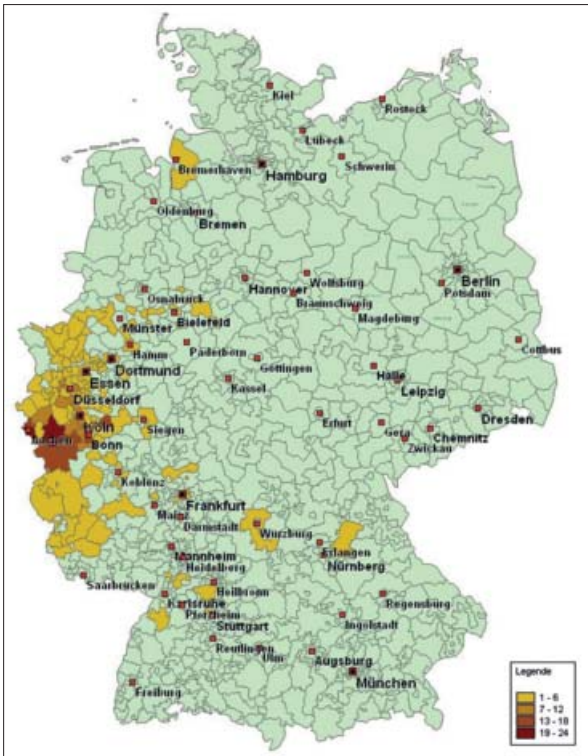 Kiel
Rostock
Lübeck
Schwerin
Bremerhaven
Hamburg
Oldenburg
Bremen
Berlin
Potsdam
Wolfsburg
Hannover
Braunschweig
Osnabrück
Magdeburg
Münster
Bielefeld
Cottbus
Hamm
Paderborn
Göttingen
Dortmund
Halle
Essen
Leipzig
Kassel
Düsseldorf
Dresden
Erfurt
Köln
Siegen
Gera
Chemnitz
Aachen
Bonn
Zwickau
Koblenz
Frankfurt
Mainz
Darmstadt
Würzburg
Erlangen
Mannheim
Nürnberg
Heidelberg
Saarbrücken
Heilbronn
Karlsruhe
Regensburg
Pforzheim
Ingolstadt
Stuttgart
Reutlingen
Ulm
Augsburg
Freiburg
München
Legende
1 - 6
7 - 12
13 - 18
19 - 24